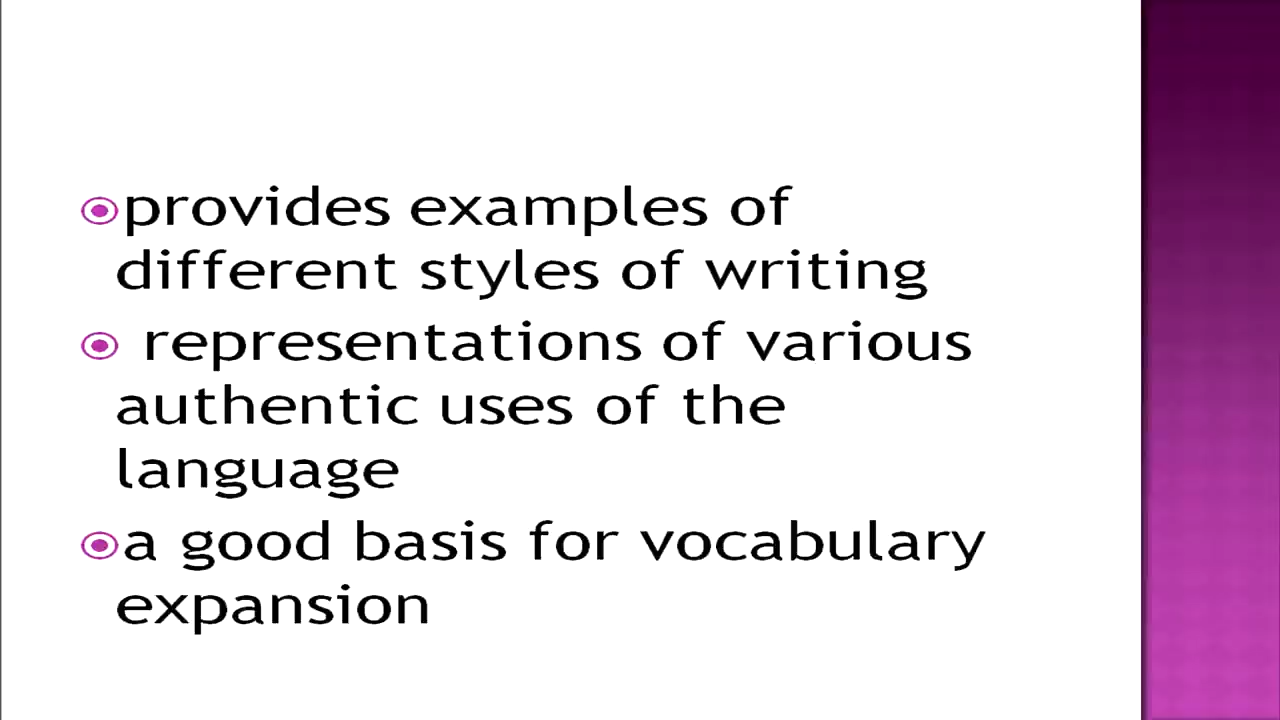 provides examples of
different styles of writing
representations of various
authentic uses of the
language
a good basis for vocabulary
expansion